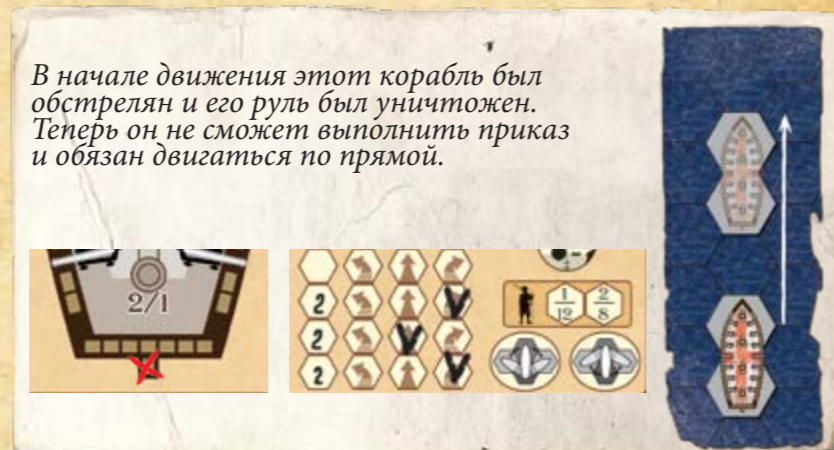 В начале движения этот корабль был
обстрелян и его руль был уничтожен.
Теперь он не сможет выполнить приказ
и обязан двигаться по прямой.
2/1
2
2
2
1/12 2/8